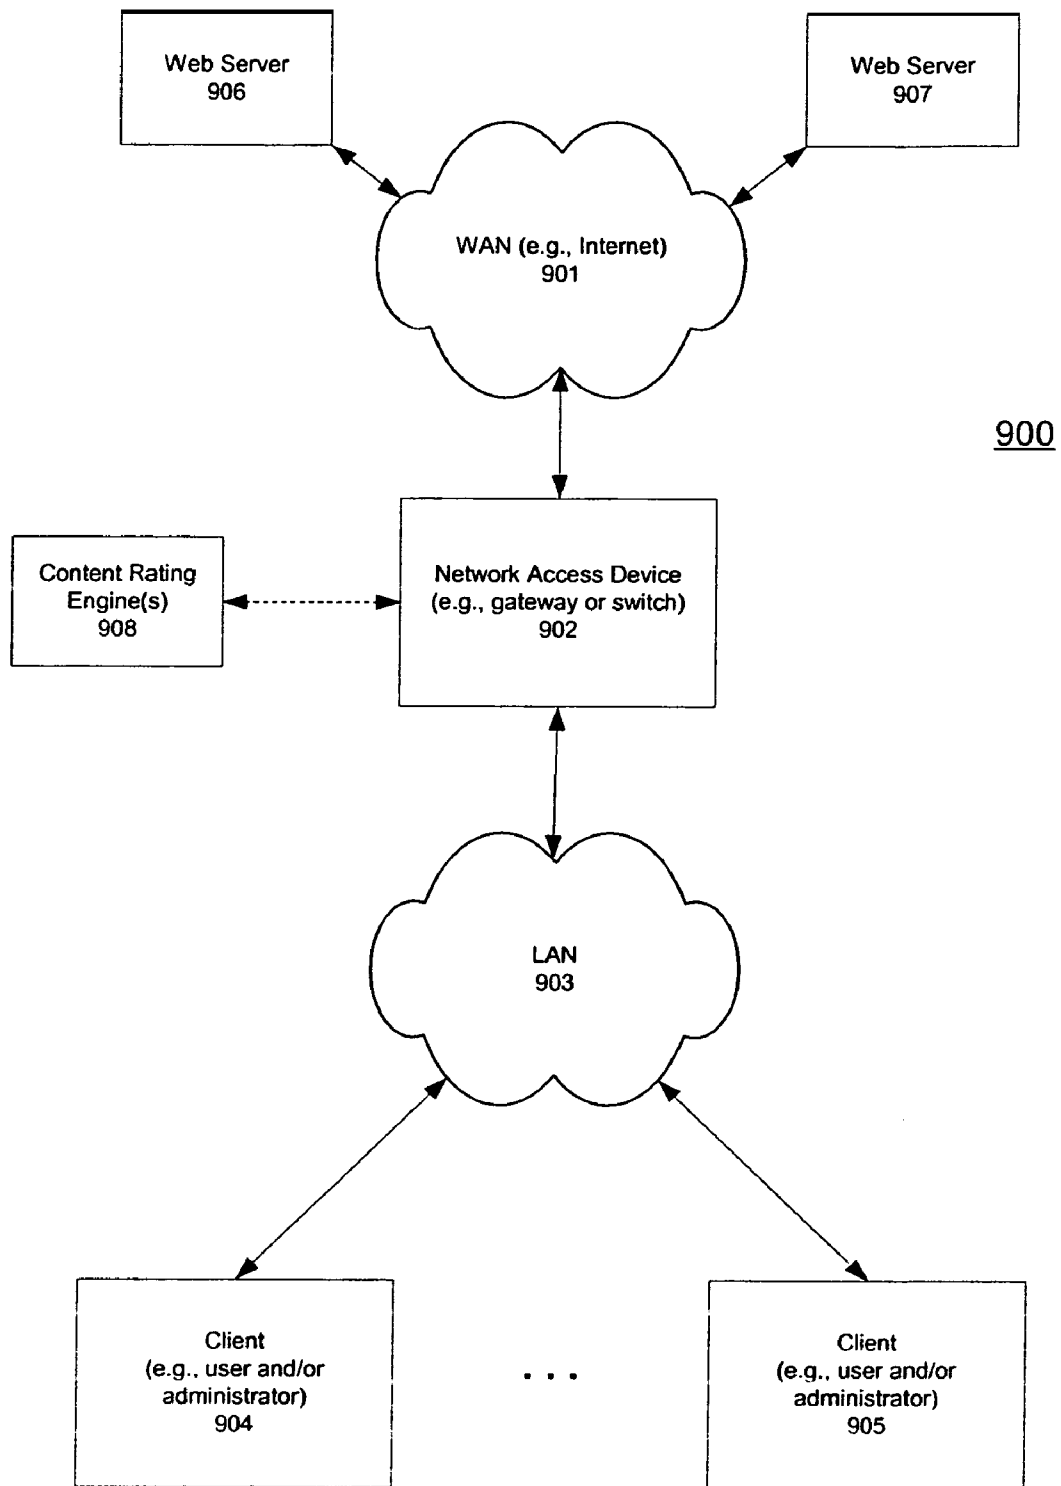 Web Server
906
Web Server
907
WAN (e.g., Internet)
901
900
Content Rating
Engine(s)
908
Network Access Device
(e.g., gateway or switch)
902
LAN
903
Client
(e.g., user and/or
administrator)
904
. . .
Client
(e.g., user and/or
administrator)
905